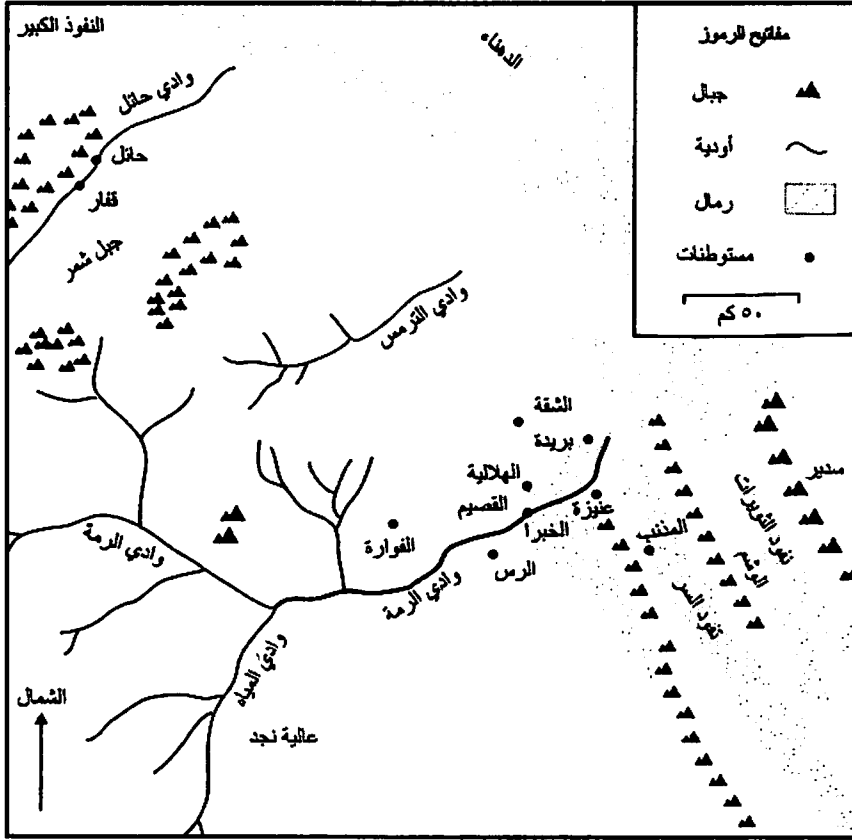 النفوذ الكبير
الدهناء
مفاتيح الرموز
جبال
أودية
رمال
مستوطنات
٥٠ كم
وادي حائل
حائل
قفار
جبل شمر
وادي الترمس
الشقة
بريدة
الهلالية
القصيم
عنيزة
الخبرا
المذنب
سدير
نفود الثويرات
الوشم
نفود السر
الفوارة
الرس
وادي الرمة
وادي الرمة
وادي المياه
عالية نجد
الشمال